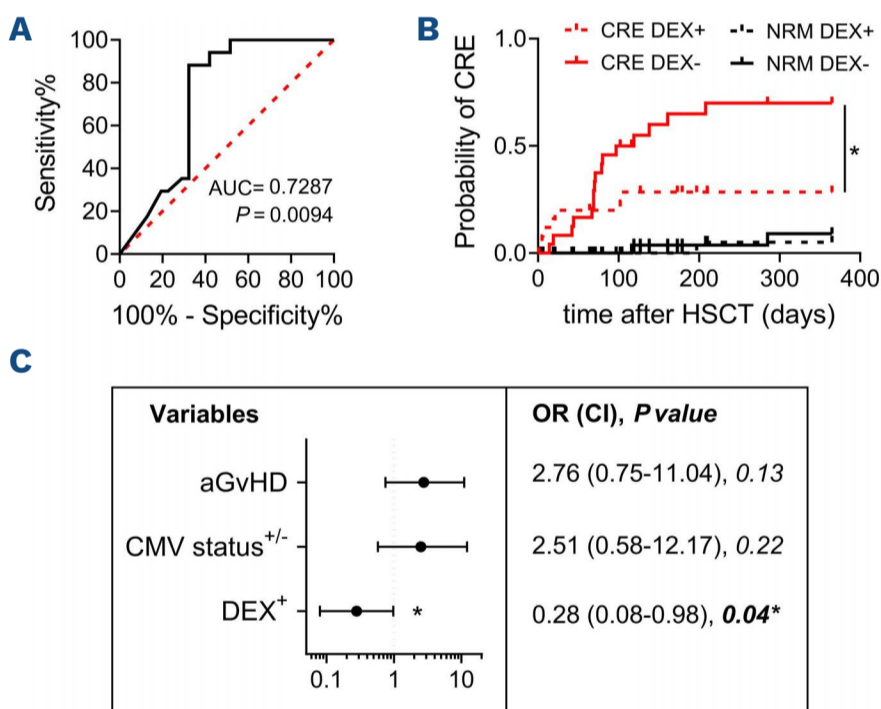 A
Sensitivity%
100
80
60
40
20
0
AUC= 0.7287
P = 0.0094
0 20 40 60 80 100
100% - Specificity%
B
CRE DEX+ NRM DEX+
CRE DEX- NRM DEX-
Probability of CRE
1.0
0.5
0.0
*
0 100 200 300 400
time after HSCT (days)
C
Variables OR (CI), P value
aGvHD 2.76 (0.75-11.04), 0.13
CMV status+/- 2.51 (0.58-12.17), 0.22
DEX+ * 0.28 (0.08-0.98), 0.04*
0.1 1 10